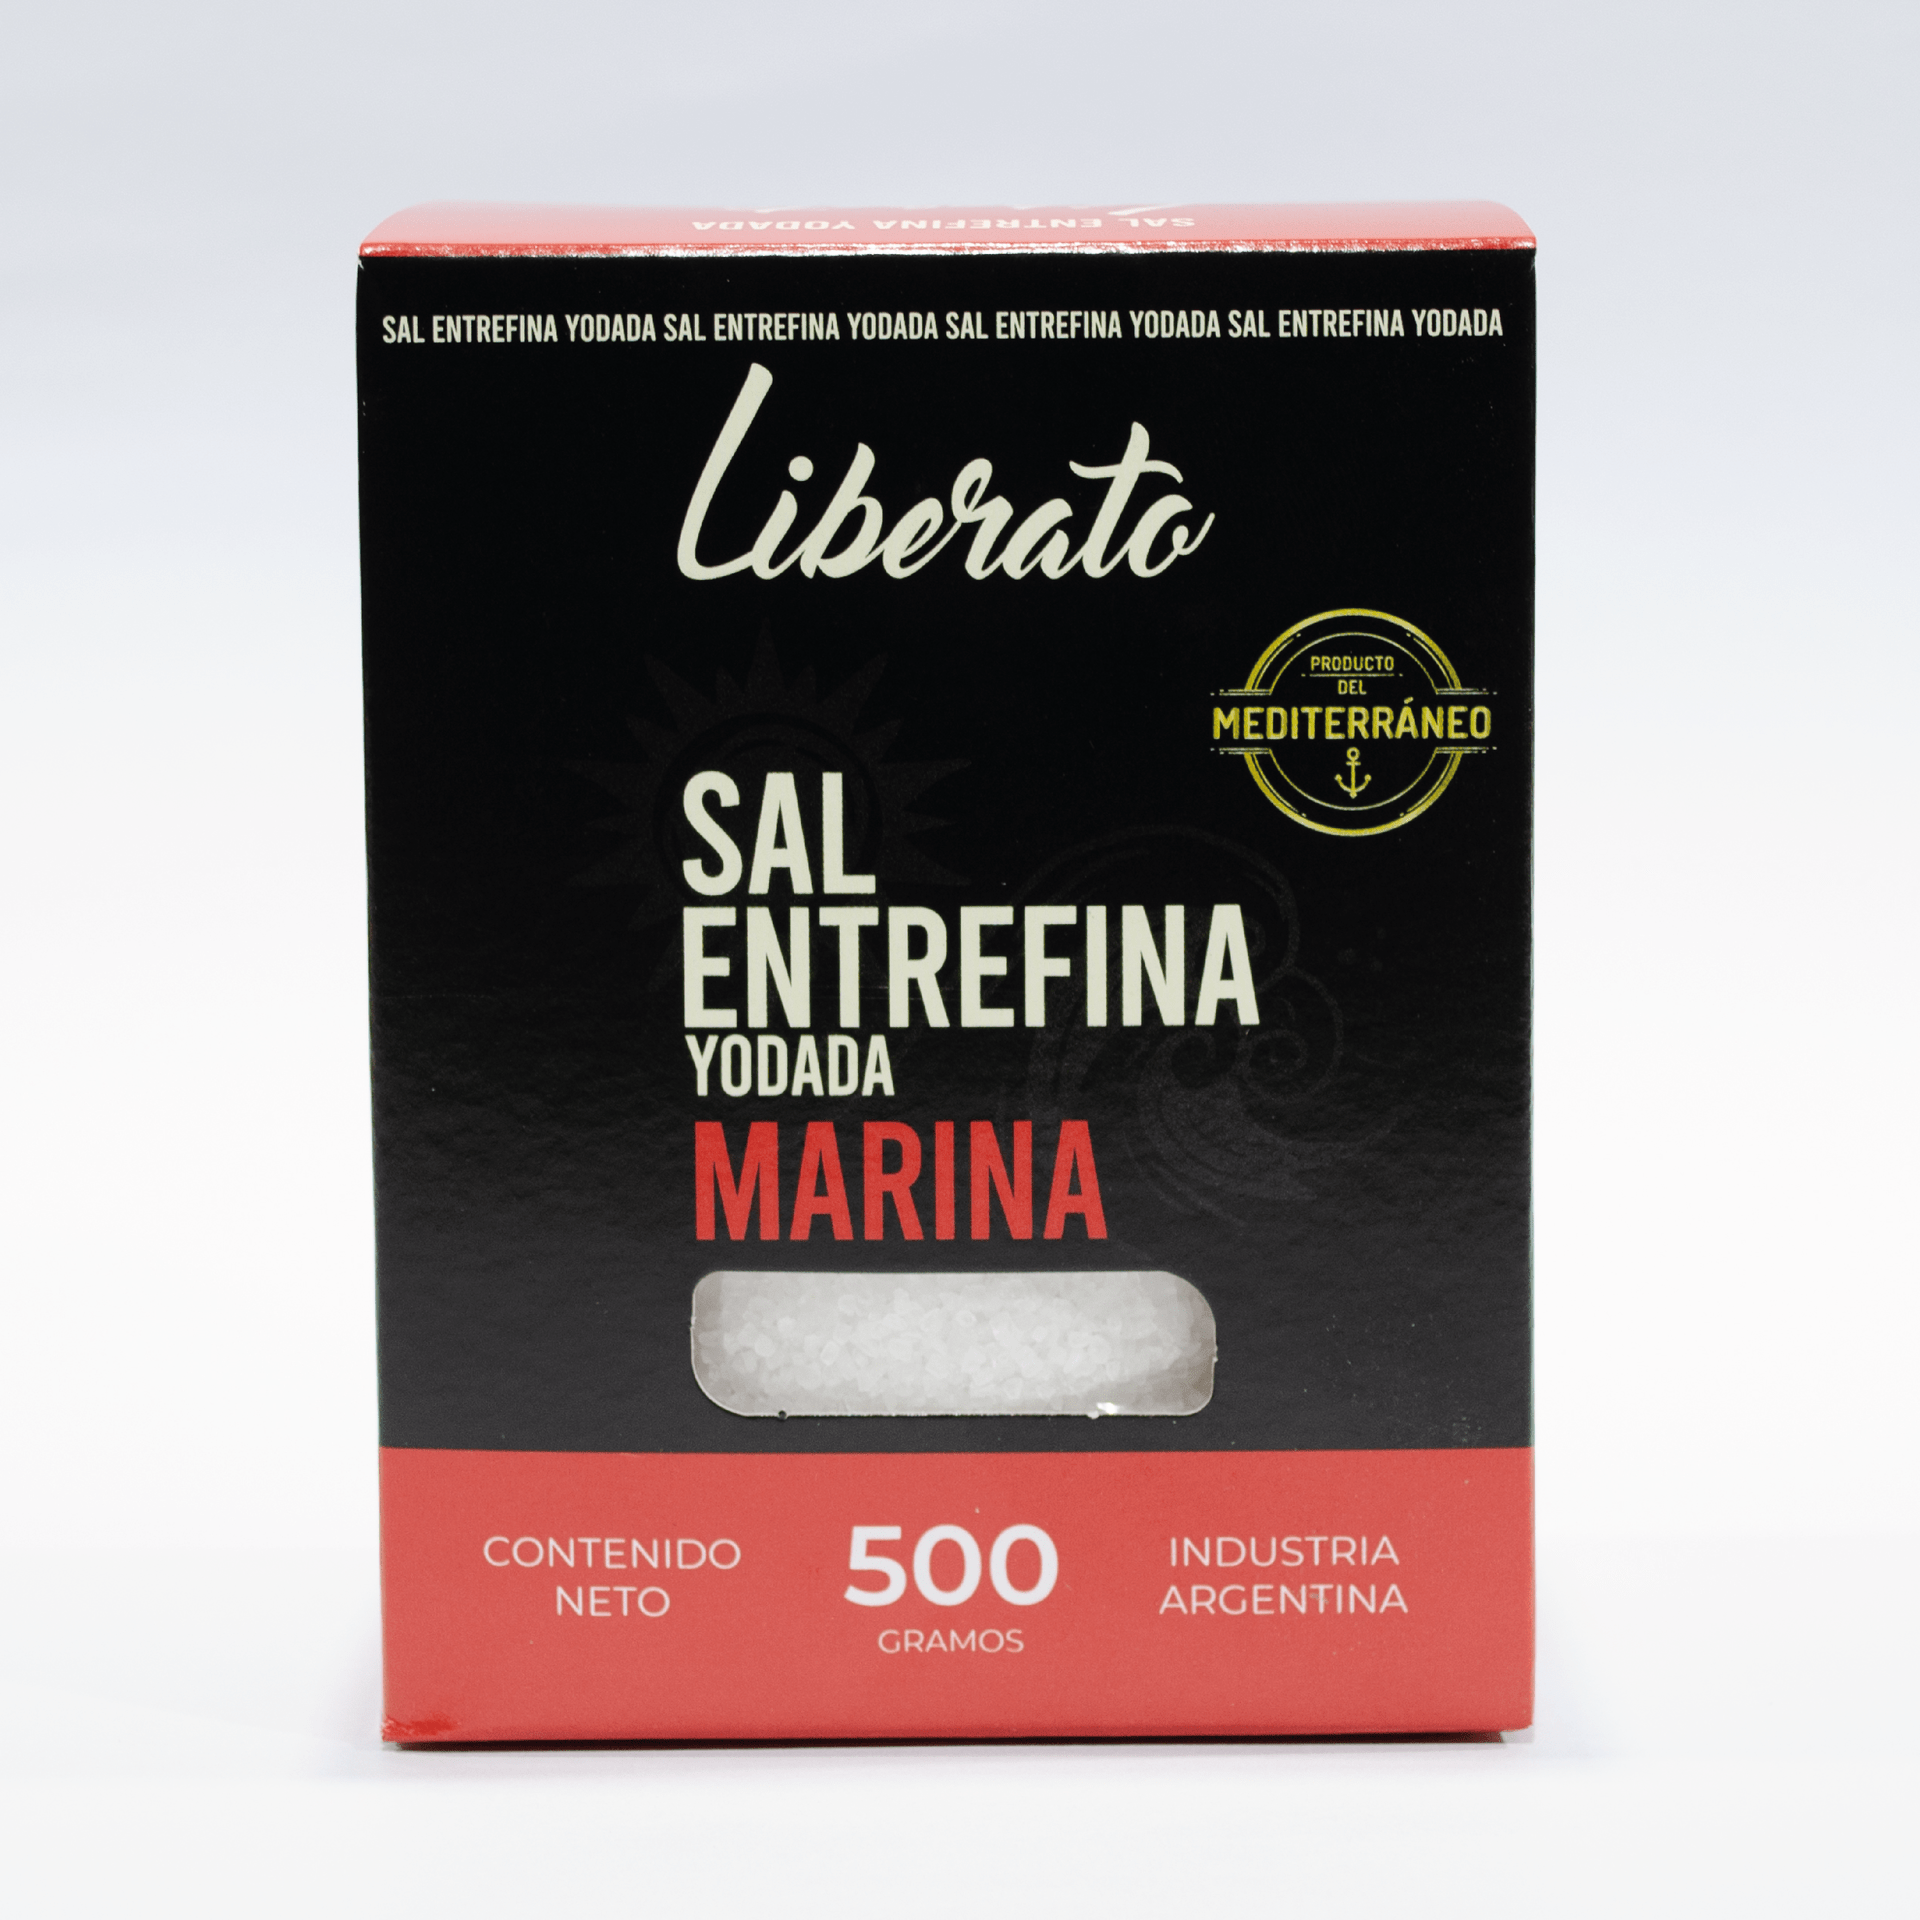 SAL ENTREFINA YODADA
SAL ENTREFINA YODADA SAL ENTREFINA YODADA SAL ENTREFINA YODADA SAL ENTREFINA YODADA
Liberato
PRODUCTO
DEL
MEDITERRÁNEO
SAL
ENTREFINA
YODADA
MARINA
CONTENIDO
NETO
500
GRAMOS
INDUSTRIA
ARGENTINA